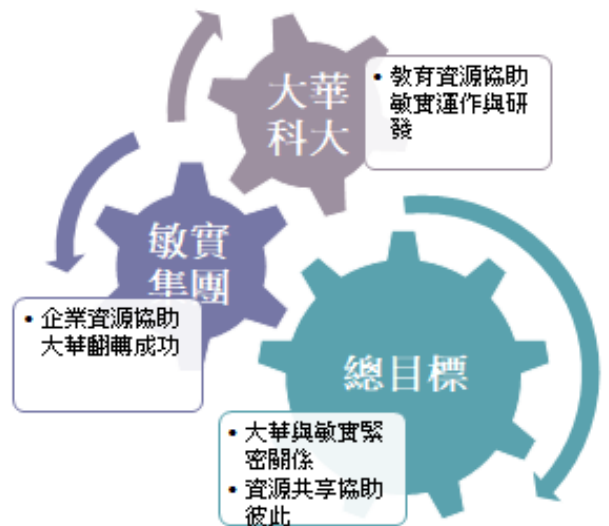 大華
科大
• 教育資源協助
敏實運作與研
發
敏實
集團
• 企業資源協助
大華翻轉成功
總目標
• 大華與敏實緊
密關係
• 資源共享協助
彼此